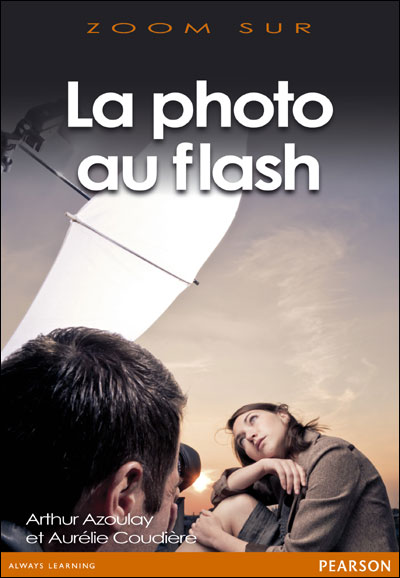 ZOOM SUR
La photo
au flash
Arthur Azoulay
et Aurélie Coudière
ALWAYS LEARNING
PEARSON